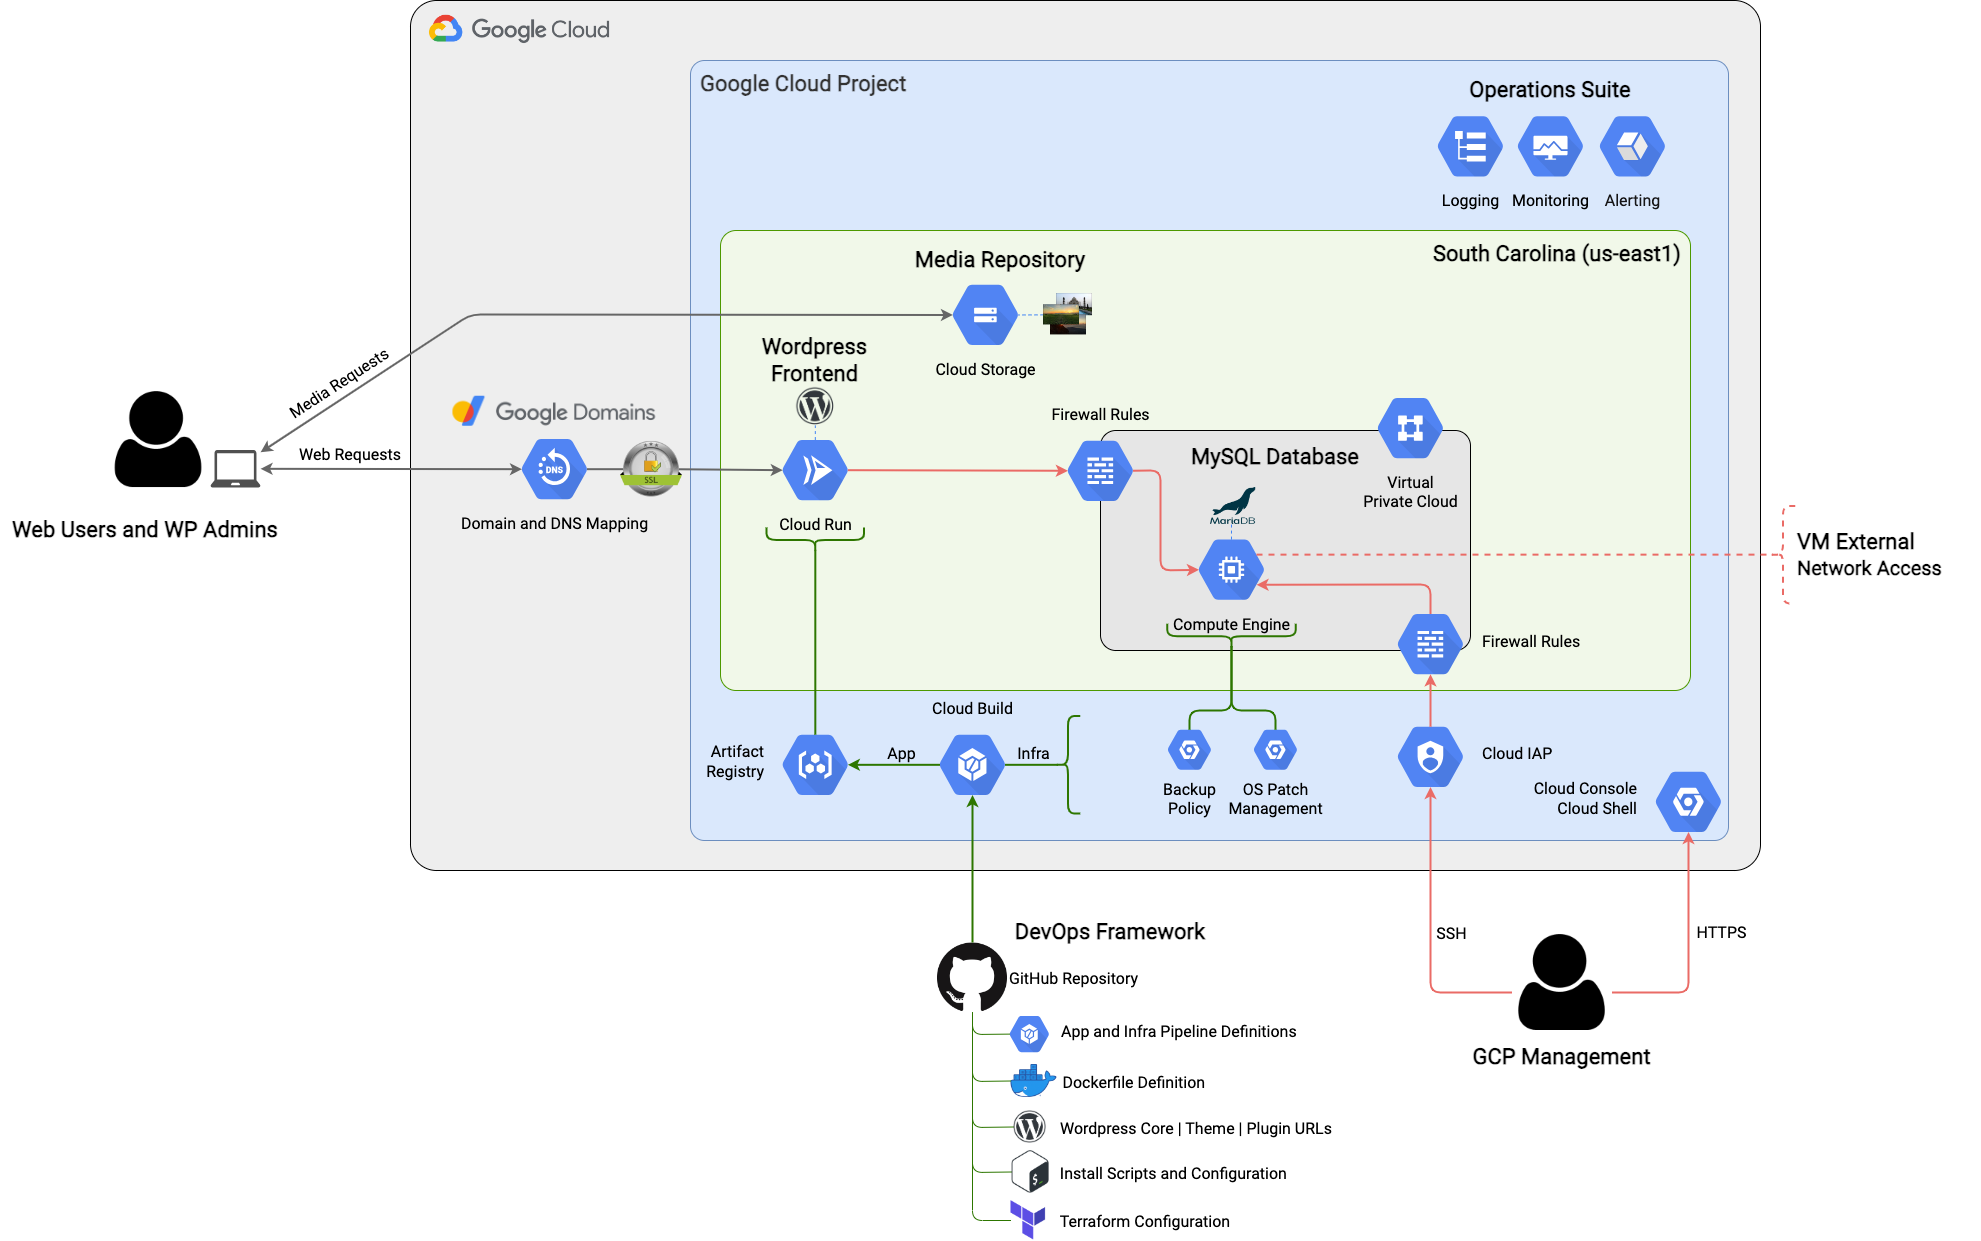 Google Cloud
Google Cloud Project
Operations Suite
Logging
Monitoring
Alerting
South Carolina (us-east1)
Media Repository
Cloud Storage
Wordpress
Frontend
Media Requests
Google Domains
DNS
SSL
Web Requests
Domain and DNS Mapping
Web Users and WP Admins
Cloud Run
Firewall Rules
MySQL Database
MariaDB
Virtual
Private Cloud
Compute Engine
VM External
Network Access
Firewall Rules
Cloud Build
Artifact
Registry
App
Infra
Backup
Policy
OS Patch
Management
Cloud IAP
Cloud Console
Cloud Shell
SSH
HTTPS
GCP Management
DevOps Framework
GitHub Repository
App and Infra Pipeline Definitions
Dockerfile Definition
Wordpress Core | Theme | Plugin URLs
Install Scripts and Configuration
Terraform Configuration